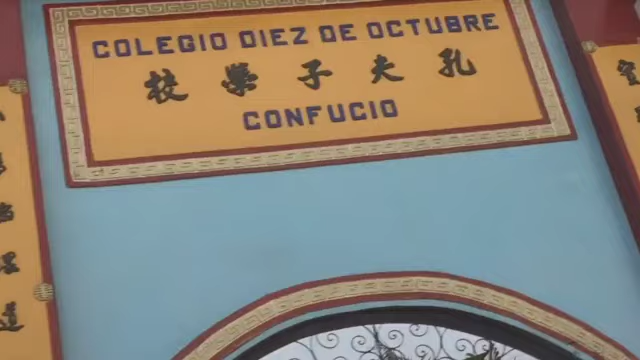 COLEGIO DIEZ DE OCTUBRE
孔夫子學校
CONFUCIO